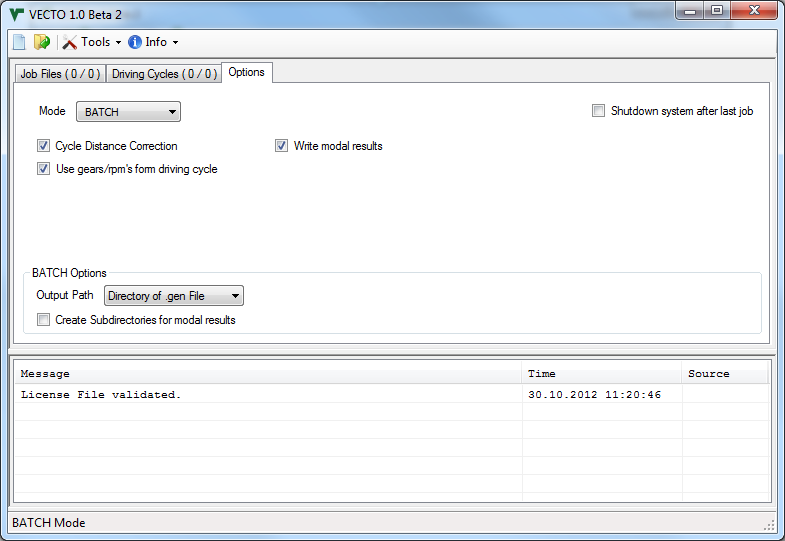 VECTO 1.0 Beta 2
Tools Info
Job Files ( 0 / 0 ) Driving Cycles ( 0 / 0 ) Options
Mode BATCH Shutdown system after last job
Cycle Distance Correction Write modal results
Use gears/rpm's form driving cycle
BATCH Options
Output Path Directory of .gen File
Create Subdirectories for modal results
Message Time Source
License File validated. 30.10.2012 11:20:46
BATCH Mode